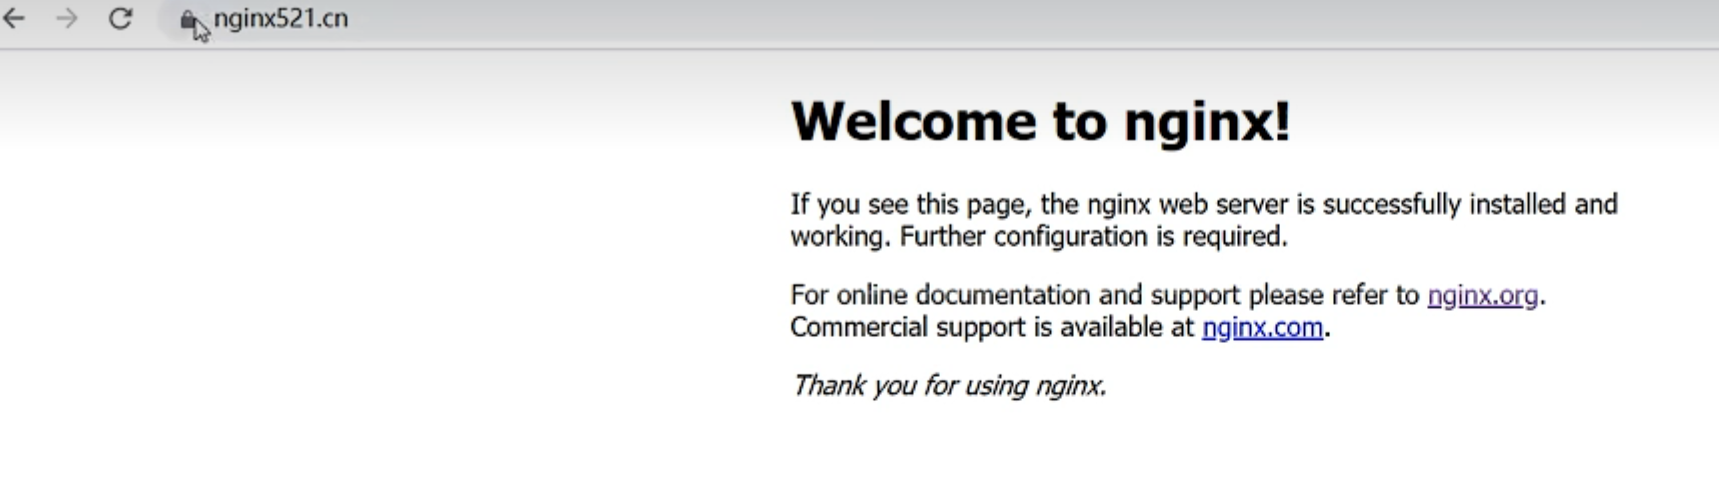 nginx521.cn
Welcome to nginx!
If you see this page, the nginx web server is successfully installed and
working. Further configuration is required.
For online documentation and support please refer to nginx.org.
Commercial support is available at nginx.com.
Thank you for using nginx.